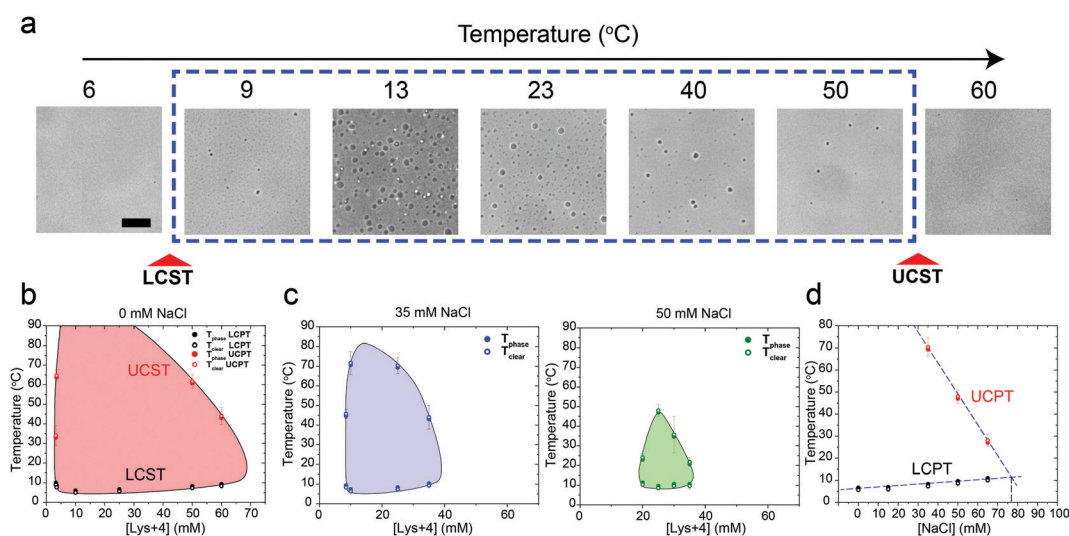 a
Temperature (°C)
6 9 13 23 40 50 60
LCST
UCST
b
0 mM NaCl
T_phase LCPT
T_clear LCPT
T_phase UCPT
T_clear UCPT
UCST
LCST
Temperature (°C)
90
80
70
60
50
40
30
20
10
0
0 10 20 30 40 50 60 70
[Lys+4] (mM)
c
35 mM NaCl
T_phase
T_clear
90
80
70
60
50
40
30
20
10
0
0 20 40 60
[Lys+4] (mM)
50 mM NaCl
T_phase
T_clear
90
80
70
60
50
40
30
20
10
0
0 20 40 60
[Lys+4] (mM)
d
UCPT
LCPT
Temperature (°C)
80
70
60
50
40
30
20
10
0
0 10 20 30 40 50 60 70 80 90 100
[NaCl] (mM)